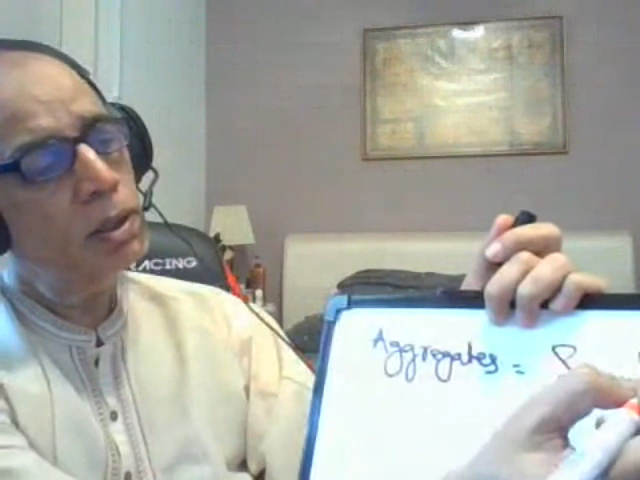 RACING
Aggregates =